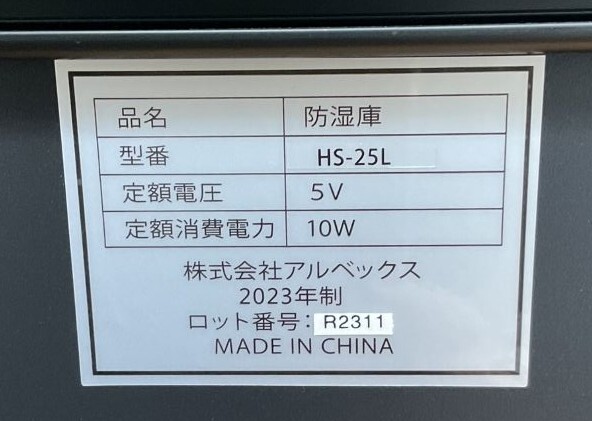 品名 防湿庫
型番 HS-25L
定額電圧 5V
定額消費電力 10W
株式会社アルベックス
2023年制
ロット番号：R2311
MADE IN CHINA